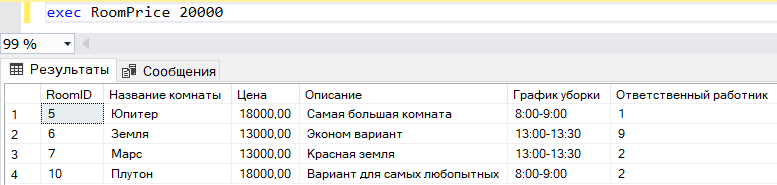 exec RoomPrice 20000
99 %
Результаты Сообщения
RoomID Название комнаты Цена Описание График уборки Ответственный работник
1 5 Юпитер 18000,00 Самая большая комната 8:00-9:00 1
2 6 Земля 13000,00 Эконом вариант 13:00-13:30 9
3 7 Марс 13000,00 Красная земля 13:00-13:30 2
4 10 Плутон 18000,00 Вариант для самых любопытных 8:00-9:00 2